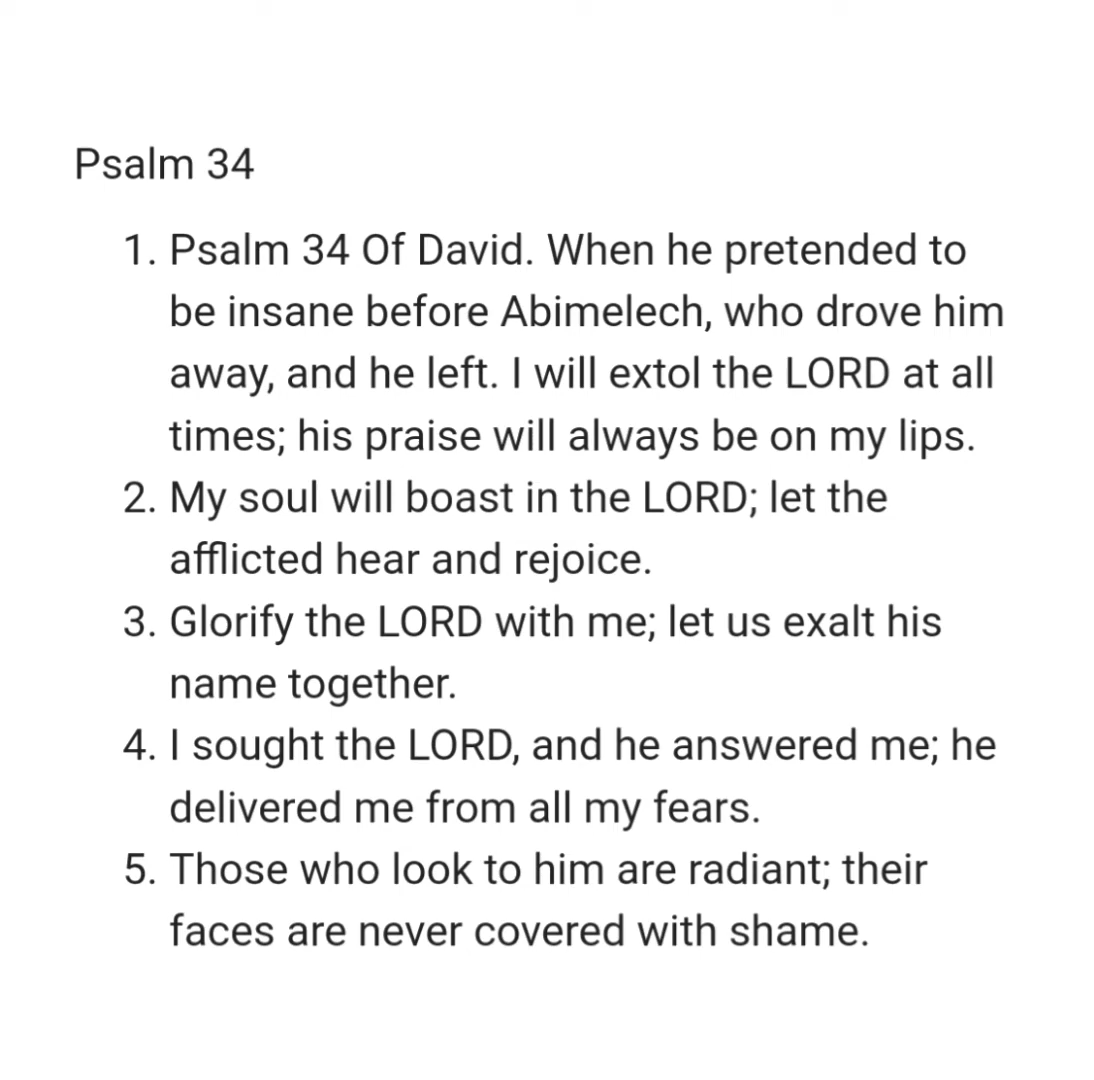 Psalm 34
1. Psalm 34 Of David. When he pretended to
be insane before Abimelech, who drove him
away, and he left. I will extol the LORD at all
times; his praise will always be on my lips.
2. My soul will boast in the LORD; let the
afflicted hear and rejoice.
3. Glorify the LORD with me; let us exalt his
name together.
4. I sought the LORD, and he answered me; he
delivered me from all my fears.
5. Those who look to him are radiant; their
faces are never covered with shame.